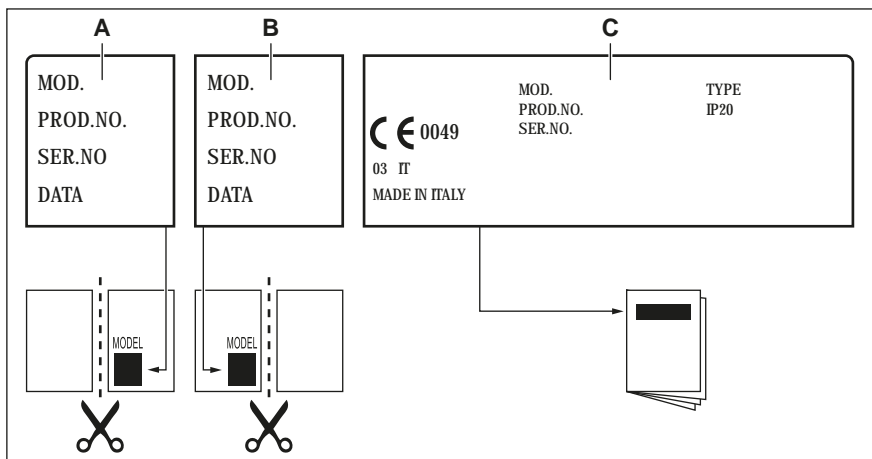 A
B
C
MOD.
PROD.NO.
SER.NO
DATA
MOD.
PROD.NO.
SER.NO
DATA
MOD.
PROD.NO.
SER.NO.
TYPE
IP20
CE 0049
03 IT
MADE IN ITALY
MODEL
MODEL